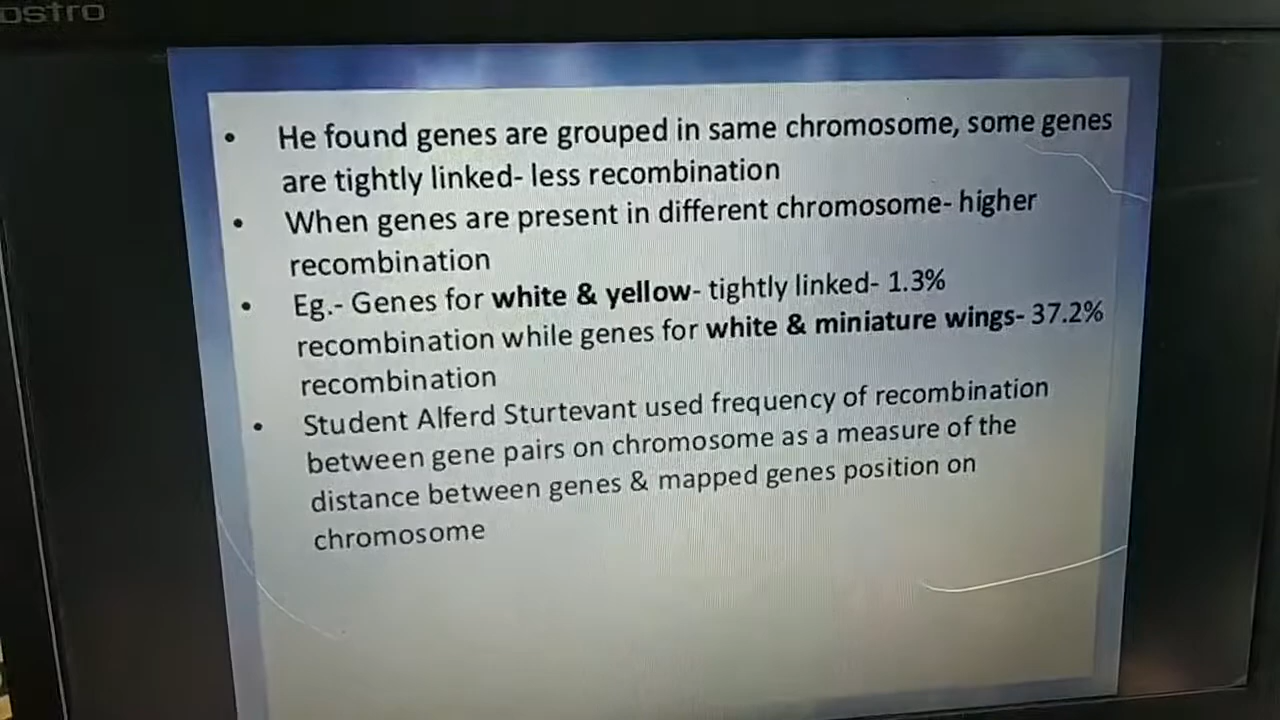 ostro
• He found genes are grouped in same chromosome, some genes
are tightly linked- less recombination
• When genes are present in different chromosome- higher
recombination
• Eg.- Genes for white & yellow- tightly linked- 1.3%
recombination while genes for white & miniature wings- 37.2%
recombination
• Student Alferd Sturtevant used frequency of recombination
between gene pairs on chromosome as a measure of the
distance between genes & mapped genes position on
chromosome